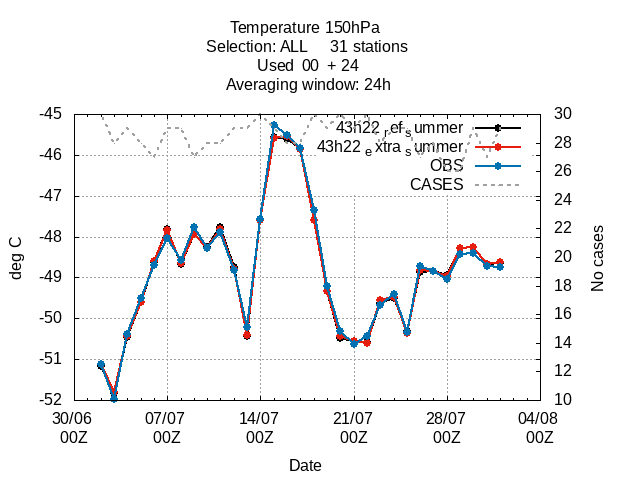 Temperature 150hPa
Selection: ALL     31 stations
Used  00  + 24
Averaging window: 24h
-45
-46
-47
-48
-49
-50
-51
-52
deg C
30
28
26
24
22
20
18
16
14
12
10
No cases
43h22 ref summer
43h22 extra summer
OBS
CASES
30/06 00Z
07/07 00Z
14/07 00Z
21/07 00Z
28/07 00Z
04/08 00Z
Date